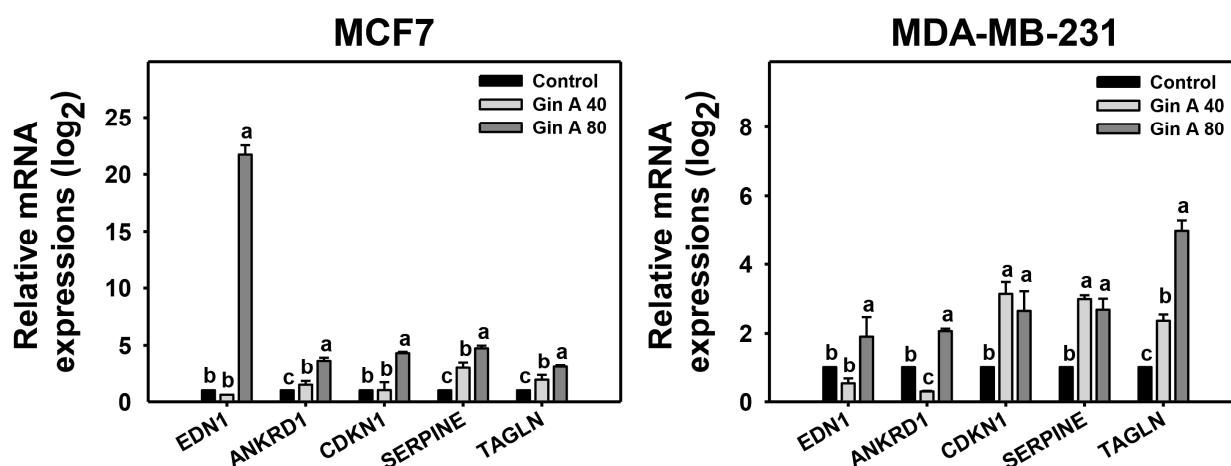 MCF7
Relative mRNA
expressions (log2)
25
20
15
10
5
0
Control
Gin A 40
Gin A 80
b b a
c b a
b b a
c b a
c b a
EDN1
ANKRD1
CDKN1
SERPINE
TAGLN
MDA-MB-231
Relative mRNA
expressions (log2)
8
6
4
2
0
Control
Gin A 40
Gin A 80
b b a
b c a
b a a
b a a
c b a
EDN1
ANKRD1
CDKN1
SERPINE
TAGLN